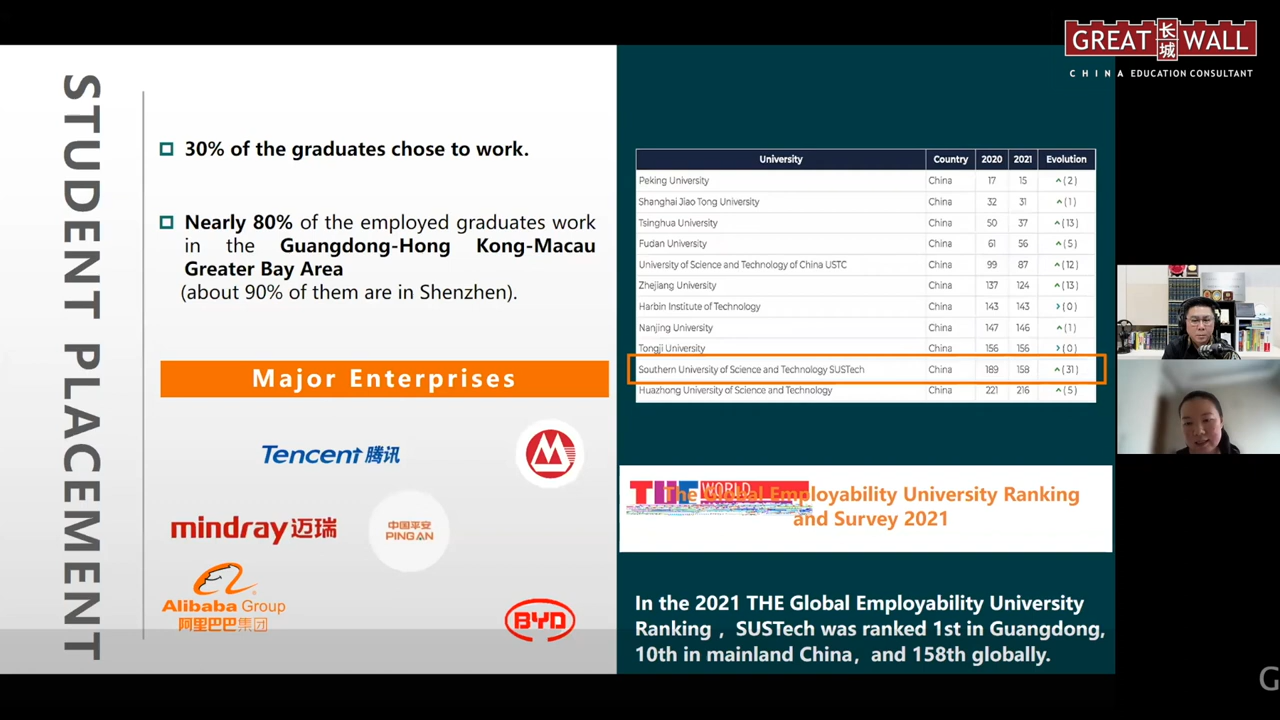 GREAT 长城 WALL
CHINA EDUCATION CONSULTANT
STUDENT PLACEMENT
30% of the graduates chose to work.
Nearly 80% of the employed graduates work
in the Guangdong-Hong Kong-Macau
Greater Bay Area
(about 90% of them are in Shenzhen).
Major Enterprises
Tencent 腾讯
mindray 迈瑞
中国平安
PINGAN
Alibaba Group
阿里巴巴集团
BYD
University Country 2020 2021 Evolution
Peking University China 17 15 (2)
Shanghai Jiao Tong University China 32 31 (1)
Tsinghua University China 50 37 (13)
Fudan University China 61 56 (5)
University of Science and Technology of China USTC China 99 87 (12)
Zhejiang University China 137 124 (13)
Harbin Institute of Technology China 143 143 (0)
Nanjing University China 147 146 (1)
Tongji University China 156 156 (0)
Southern University of Science and Technology SUSTech China 189 158 (31)
Huazhong University of Science and Technology China 221 216 (5)
THE WORLD
The Global Employability University Ranking
and Survey 2021
In the 2021 THE Global Employability University
Ranking , SUSTech was ranked 1st in Guangdong,
10th in mainland China, and 158th globally.
G